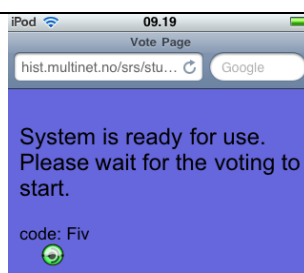 iPod 09.19
Vote Page
hist.multinet.no/srs/stu... Google
System is ready for use.
Please wait for the voting to
start.
code: Fiv